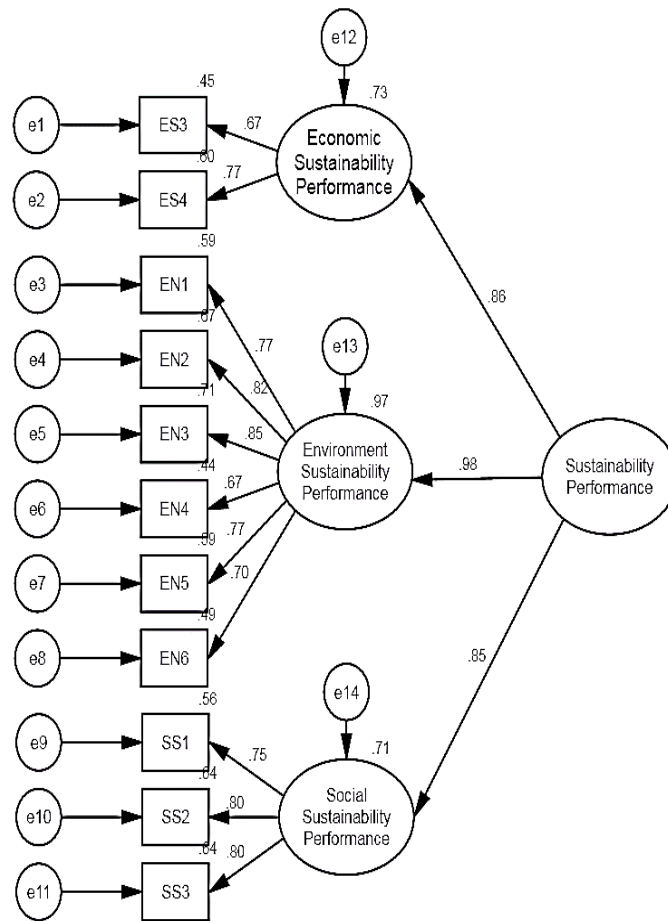 e12
.45
.73
e1
ES3
.67
Economic
Sustainability
Performance
.60
.77
e2
ES4
.59
e3
EN1
.86
.67
.77
e13
e4
EN2
.82
.71
.97
e5
EN3
.85
Environment
Sustainability
Performance
.44
.98
Sustainability
Performance
.67
e6
EN4
.59
.77
e7
EN5
.70
.49
e8
EN6
.85
.56
e14
e9
SS1
.75
.71
.64
Social
Sustainability
Performance
e10
SS2
.80
.64
.80
e11
SS3